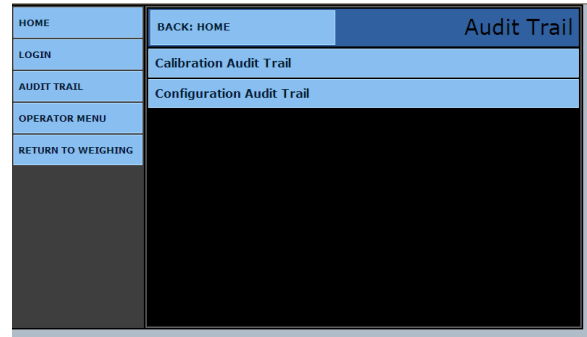 HOME
LOGIN
AUDIT TRAIL
OPERATOR MENU
RETURN TO WEIGHING
BACK: HOME
Audit Trail
Calibration Audit Trail
Configuration Audit Trail